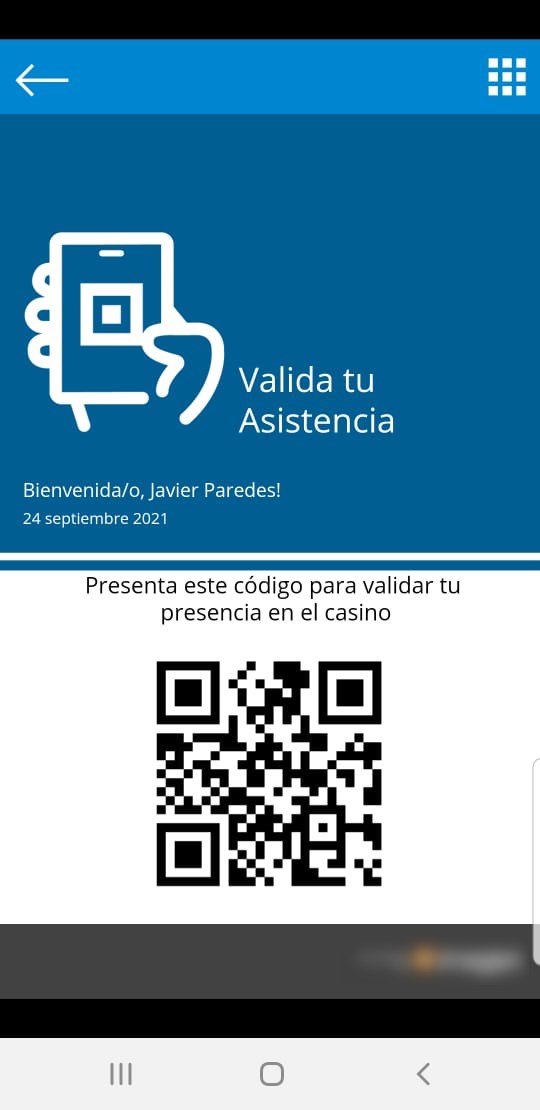 Valida tu
Asistencia
Bienvenida/o, Javier Paredes!
24 septiembre 2021
Presenta este código para validar tu
presencia en el casino